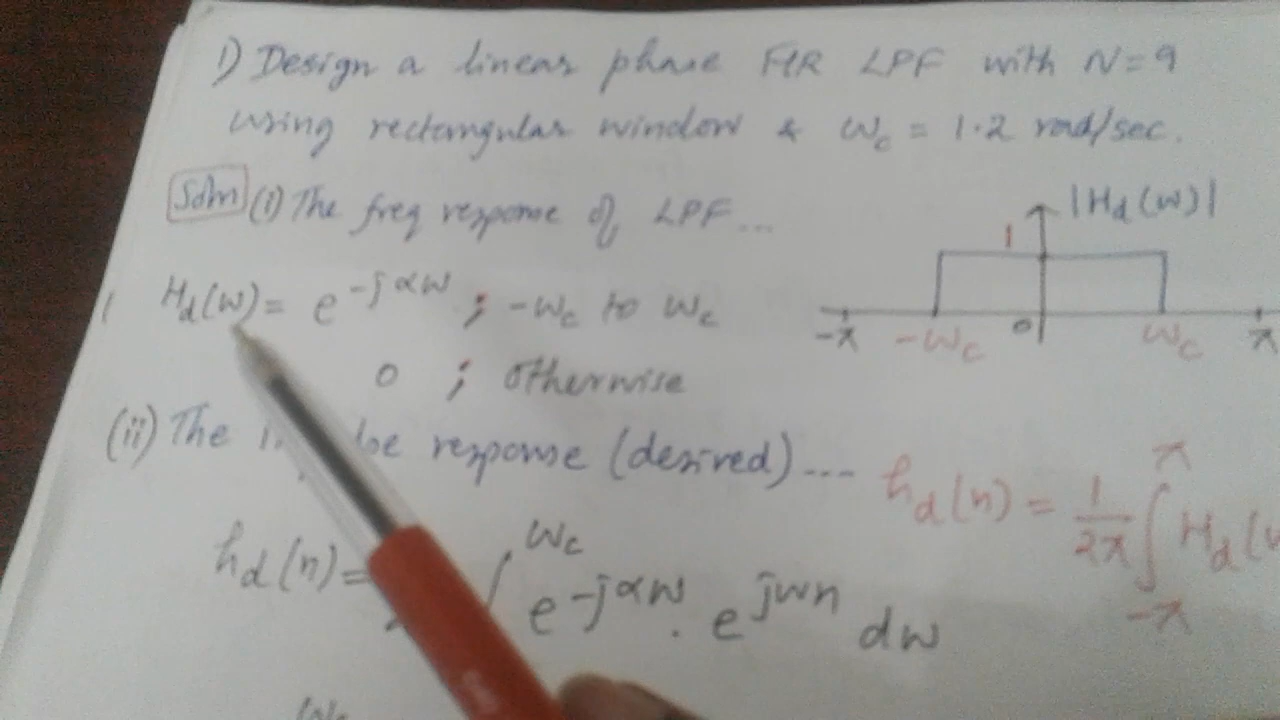 1) Design a linear phase FIR LPF with N=9
using rectangular window & ωc = 1.2 rad/sec.
Soln (i) The freq response of LPF...
|Hd(ω)|
1
Hd(ω)= e^-jαω ; -ωc to ωc
-π -ωc 0 ωc π
0 ; otherwise
(ii) The response (desired)...
hd(n) = 1/2π ∫ π -π Hd(
hd(n)= ∫ ωc e^-jαω . e^jωn dω